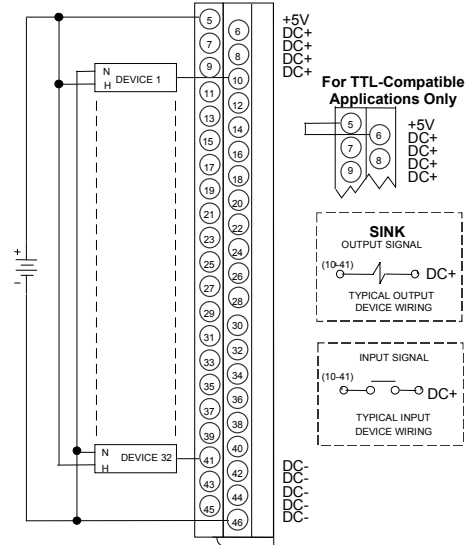 5
6
7
8
9
10
11
12
13
14
15
16
17
18
19
20
21
22
23
24
25
26
27
28
29
30
31
32
33
34
35
36
37
38
39
40
41
42
43
44
45
46
+5V
DC+
DC+
DC+
DC+
DC-
DC-
DC-
DC-
DC-
+
−
N
H
DEVICE 1
N
H
DEVICE 32
For TTL-Compatible
Applications Only
5
6
7
8
9
+5V
DC+
DC+
DC+
DC+
SINK
OUTPUT SIGNAL
(10-41)
DC+
TYPICAL OUTPUT
DEVICE WIRING
INPUT SIGNAL
(10-41)
DC+
TYPICAL INPUT
DEVICE WIRING